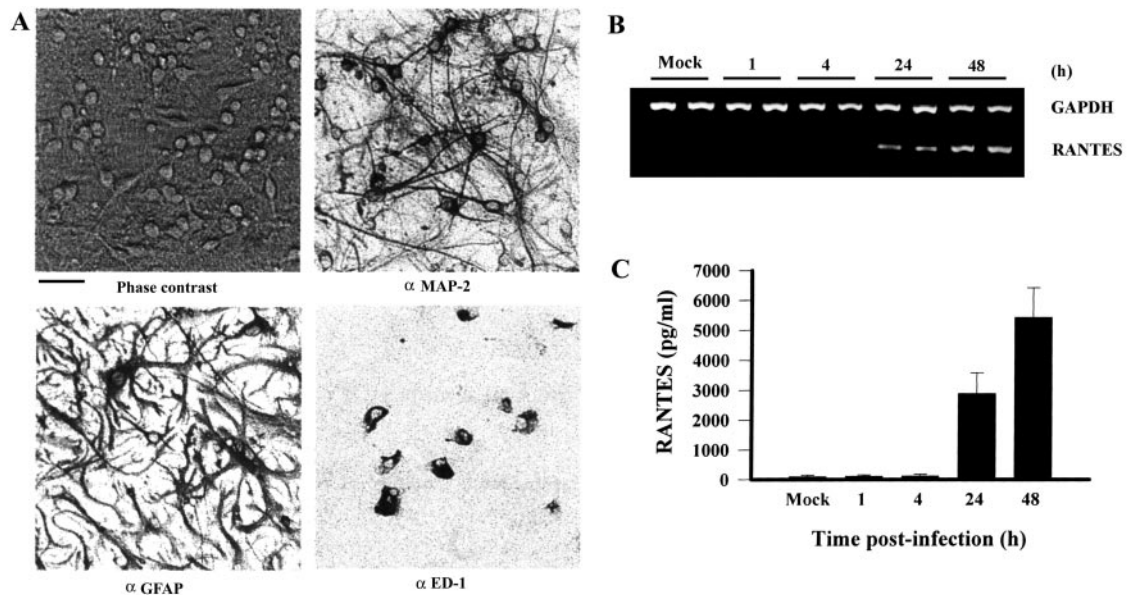 A
Phase contrast
α MAP-2
α GFAP
α ED-1
B
Mock 1 4 24 48 (h)
GAPDH
RANTES
C
RANTES (pg/ml)
7000
6000
5000
4000
3000
2000
1000
0
Mock 1 4 24 48
Time post-infection (h)